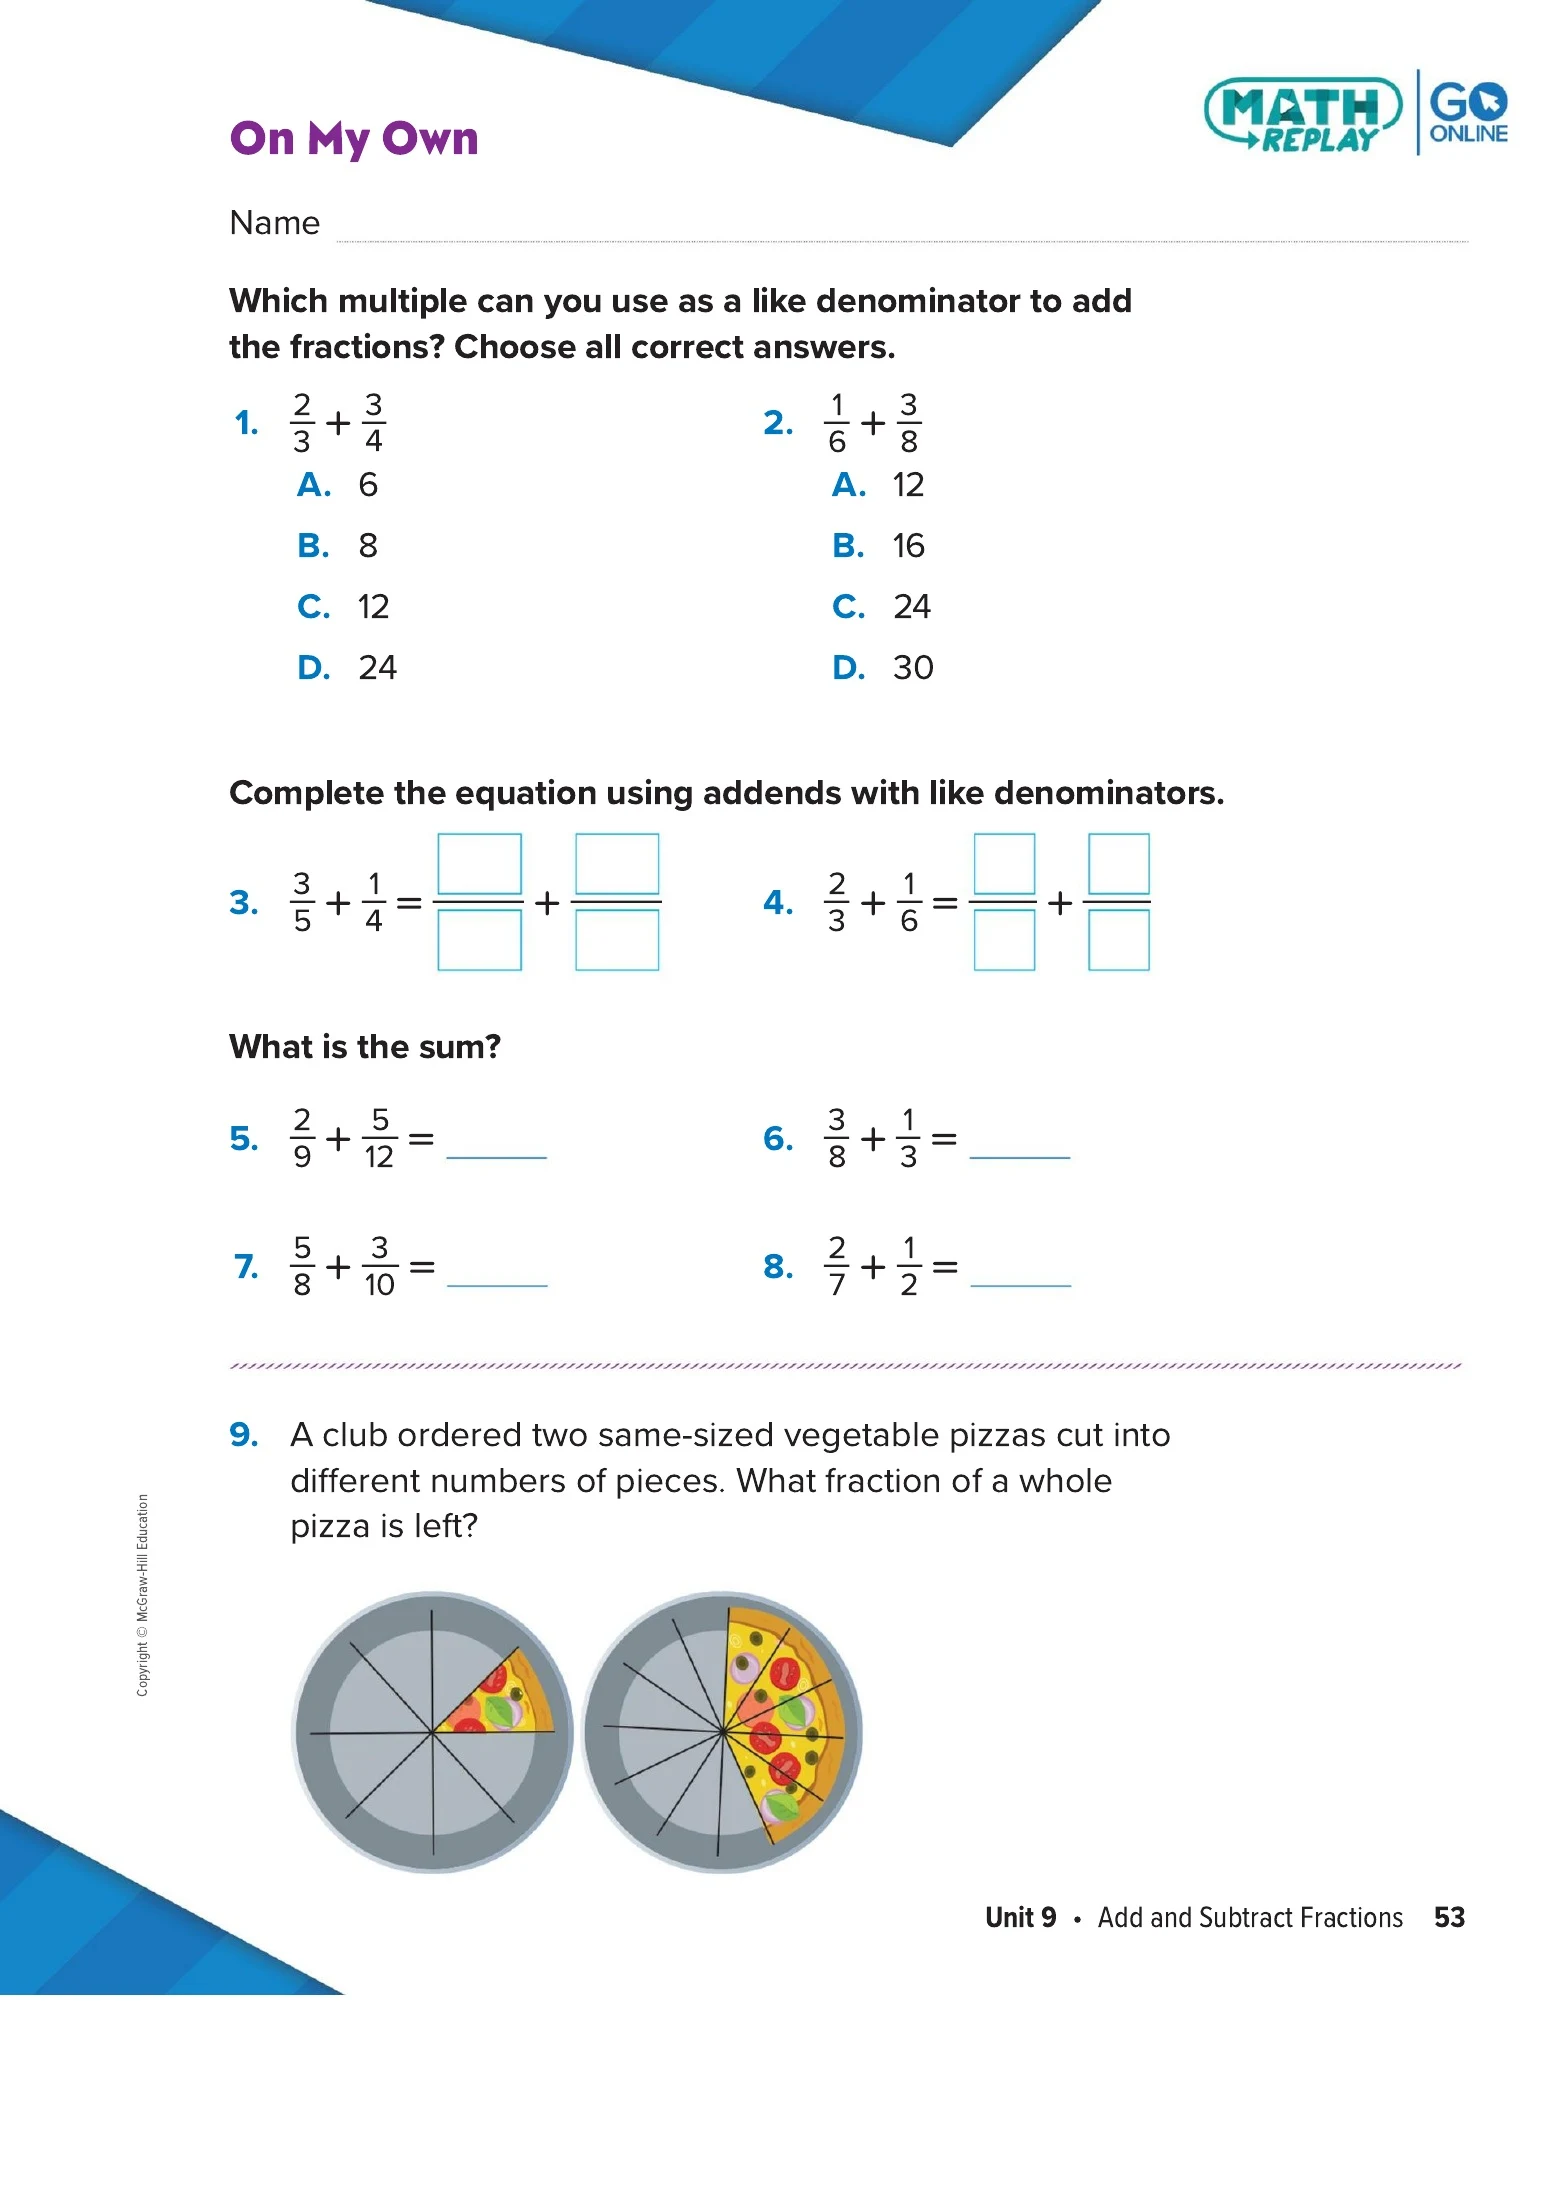 MATH REPLAY GO ONLINE
On My Own
Name
Which multiple can you use as a like denominator to add
the fractions? Choose all correct answers.
1. 2/3 + 3/4
A. 6
B. 8
C. 12
D. 24
2. 1/6 + 3/8
A. 12
B. 16
C. 24
D. 30
Complete the equation using addends with like denominators.
3. 3/5 + 1/4 = +
4. 2/3 + 1/6 = +
What is the sum?
5. 2/9 + 5/12 =
6. 3/8 + 1/3 =
7. 5/8 + 3/10 =
8. 2/7 + 1/2 =
9. A club ordered two same-sized vegetable pizzas cut into
different numbers of pieces. What fraction of a whole
pizza is left?
Copyright © McGraw-Hill Education
Unit 9 • Add and Subtract Fractions 53